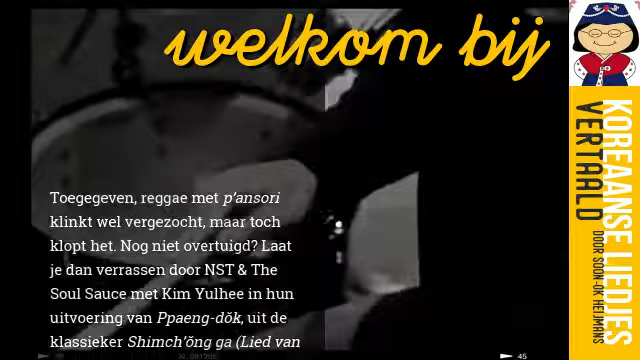 welkom bij
Toegegeven, reggae met p'ansori
klinkt wel vergezocht, maar toch
klopt het. Nog niet overtuigd? Laat
je dan verrassen door NST & The
Soul Sauce met Kim Yulhee in hun
uitvoering van Ppaeng-dŏk, uit de
klassieker Shimch'ŏng ga (Lied van
KOREAANSE LIEDJES
VERTAALD
DOOR SOON-OK HEIJMANS
45